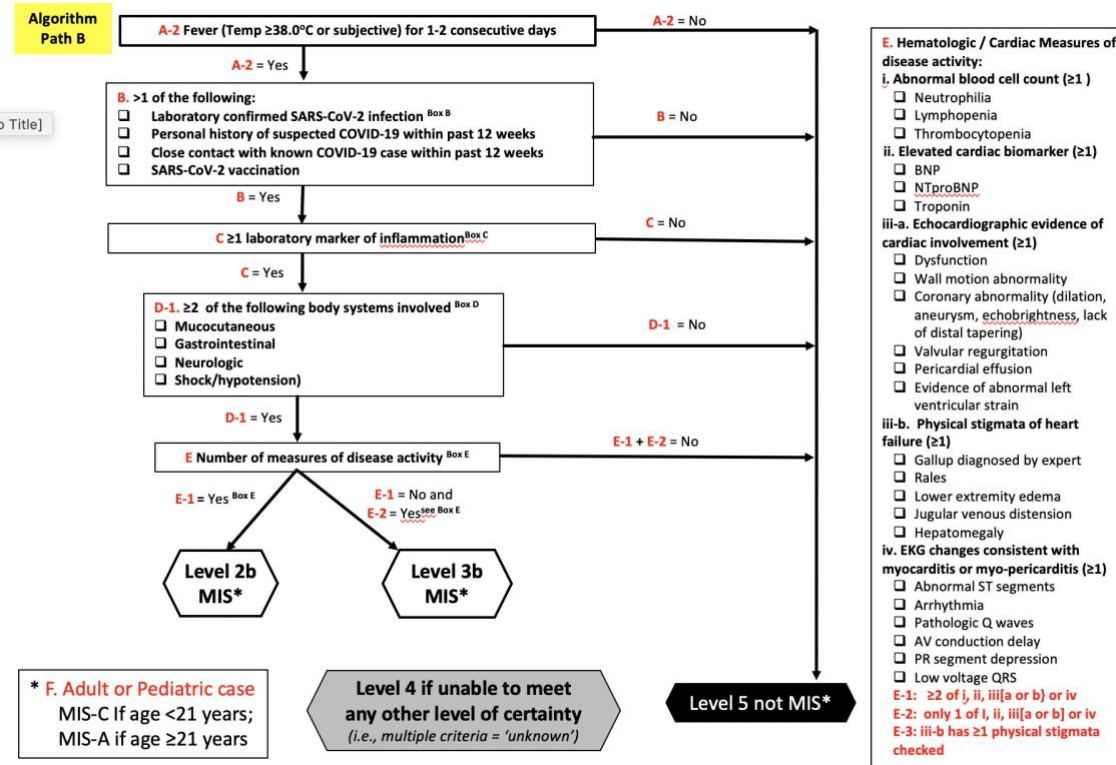 Algorithm
Path B
A-2 Fever (Temp ≥38.0°C or subjective) for 1-2 consecutive days
A-2 = No
A-2 = Yes
B. >1 of the following:
☐ Laboratory confirmed SARS-CoV-2 infection Box B
☐ Personal history of suspected COVID-19 within past 12 weeks
☐ Close contact with known COVID-19 case within past 12 weeks
☐ SARS-CoV-2 vaccination
Title]
B = No
B = Yes
C ≥1 laboratory marker of inflammation Box C
C = No
C = Yes
D-1. ≥2 of the following body systems involved Box D
☐ Mucocutaneous
☐ Gastrointestinal
☐ Neurologic
☐ Shock/hypotension)
D-1 = No
D-1 = Yes
E Number of measures of disease activity Box E
E-1 + E-2 = No
E-1 = Yes Box E
E-1 = No and
E-2 = Yes see Box E
Level 2b
MIS*
Level 3b
MIS*
* F. Adult or Pediatric case
MIS-C If age <21 years;
MIS-A if age ≥21 years
Level 4 if unable to meet
any other level of certainty
(i.e., multiple criteria = 'unknown')
Level 5 not MIS*
E. Hematologic / Cardiac Measures of
disease activity:
i. Abnormal blood cell count (≥1 )
☐ Neutrophilia
☐ Lymphopenia
☐ Thrombocytopenia
ii. Elevated cardiac biomarker (≥1)
☐ BNP
☐ NTproBNP
☐ Troponin
iii-a. Echocardiographic evidence of
cardiac involvement (≥1)
☐ Dysfunction
☐ Wall motion abnormality
☐ Coronary abnormality (dilation,
aneurysm, echobrightness, lack
of distal tapering)
☐ Valvular regurgitation
☐ Pericardial effusion
☐ Evidence of abnormal left
ventricular strain
iii-b. Physical stigmata of heart
failure (≥1)
☐ Gallup diagnosed by expert
☐ Rales
☐ Lower extremity edema
☐ Jugular venous distension
☐ Hepatomegaly
iv. EKG changes consistent with
myocarditis or myo-pericarditis (≥1)
☐ Abnormal ST segments
☐ Arrhythmia
☐ Pathologic Q waves
☐ AV conduction delay
☐ PR segment depression
☐ Low voltage QRS
E-1: ≥2 of i, ii, iii[a or b} or iv
E-2: only 1 of I, ii, iii[a or b] or iv
E-3: iii-b has ≥1 physical stigmata
checked